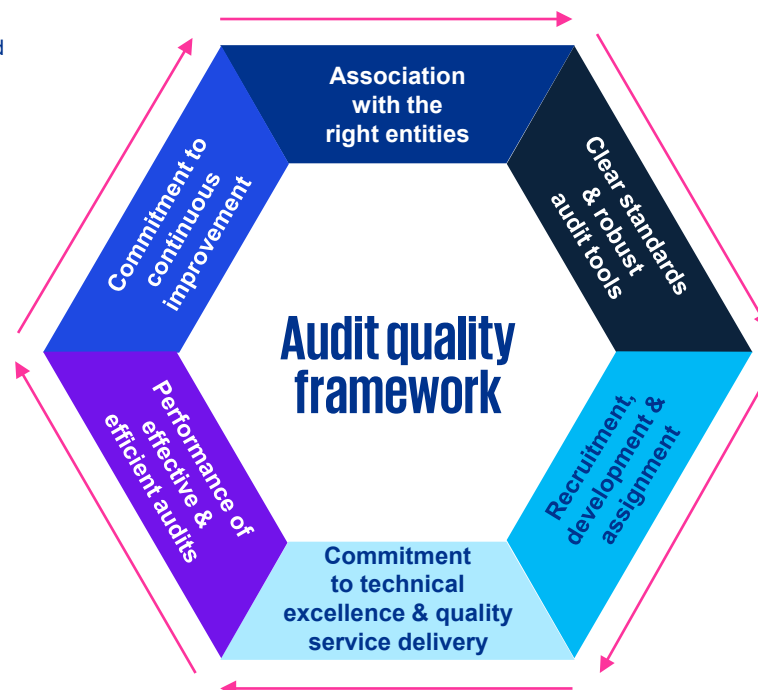 Association
with the
right entities
Clear standards
& robust
audit tools
Recruitment,
development &
assignment
Commitment
to technical
excellence & quality
service delivery
Performance of
effective &
efficient audits
Commitment to
continuous
improvement
Audit quality
framework